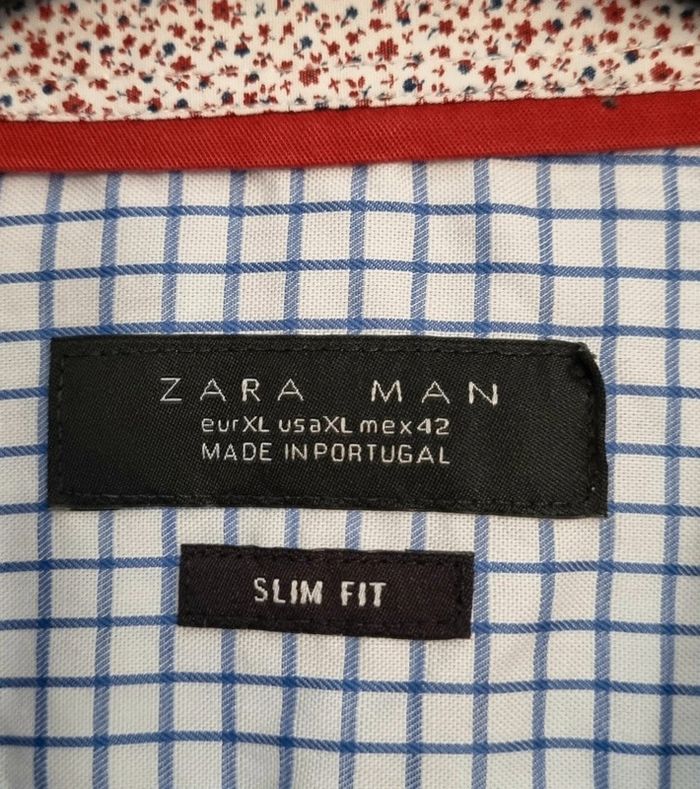 ZARA MAN
eurXL usaXL mex42
MADE IN PORTUGAL
SLIM FIT